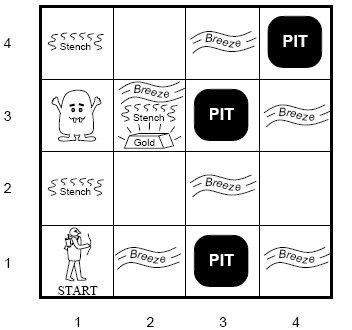 4
Stench
Breeze
PIT
3
Breeze
Stench
Gold
PIT
Breeze
2
Stench
Breeze
1
START
Breeze
PIT
Breeze
1 2 3 4